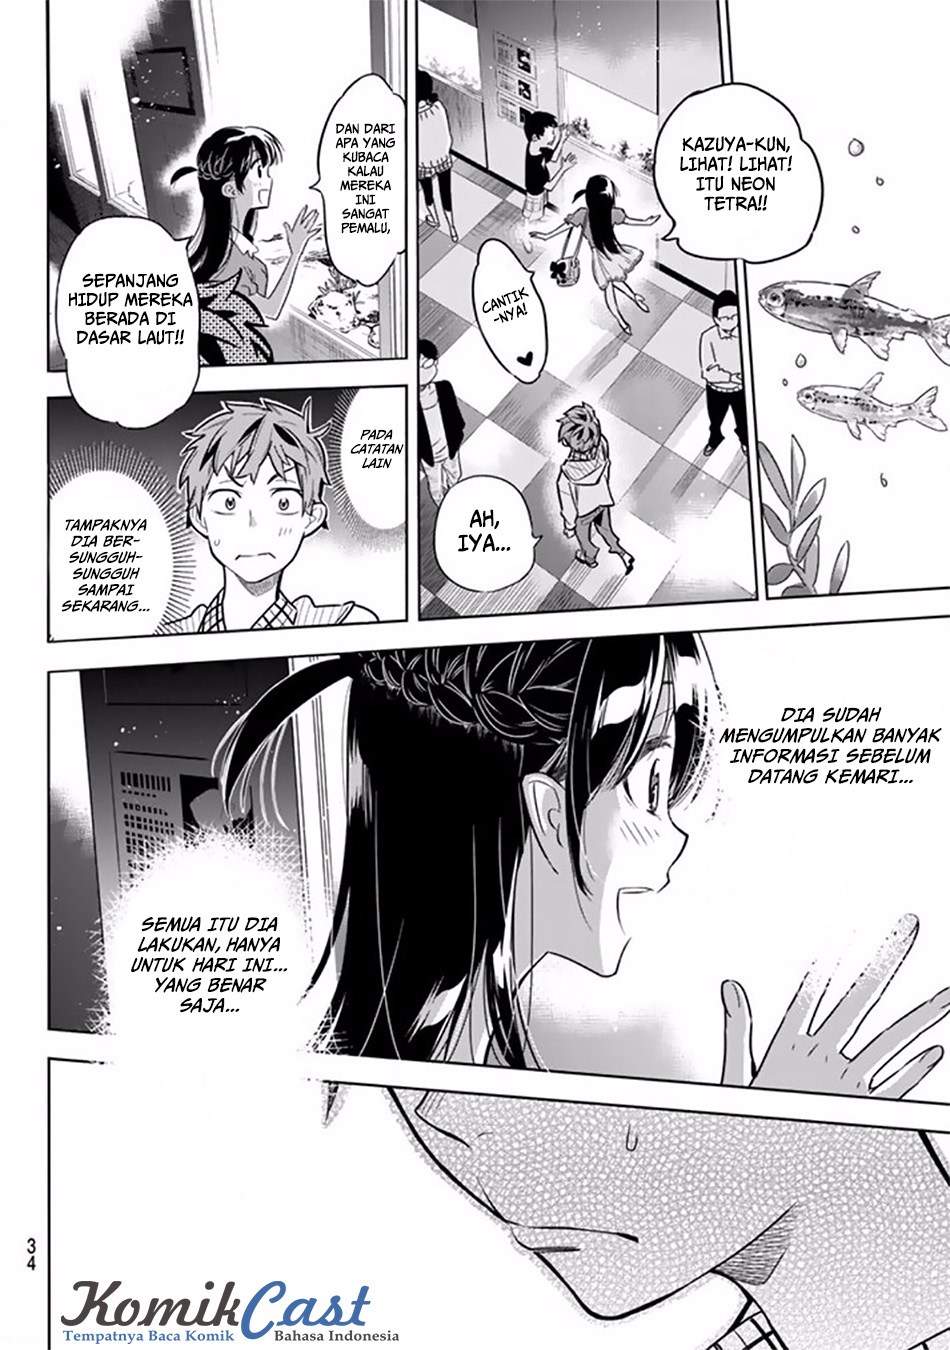 KAZUYA-KUN,
LIHAT! LIHAT!
ITU NEON
TETRA!!
CANTIK
-NYA!
AH,
IYA...
DAN DARI
APA YANG
KUBACA
KALAU
MEREKA
INI
SANGAT
PEMALU,
SEPANJANG
HIDUP MEREKA
BERADA DI
DASAR LAUT!!
PADA
CATATAN
LAIN
TAMPAKNYA
DIA BER-
SUNGGUH-
SUNGGUH
SAMPAI
SEKARANG...
DIA SUDAH
MENGUMPULKAN BANYAK
INFORMASI SEBELUM
DATANG KEMARI...
SEMUA ITU DIA
LAKUKAN, HANYA
UNTUK HARI INI...
YANG BENAR
SAJA...
34
KomikCast
Tempatnya Baca Komik Bahasa Indonesia